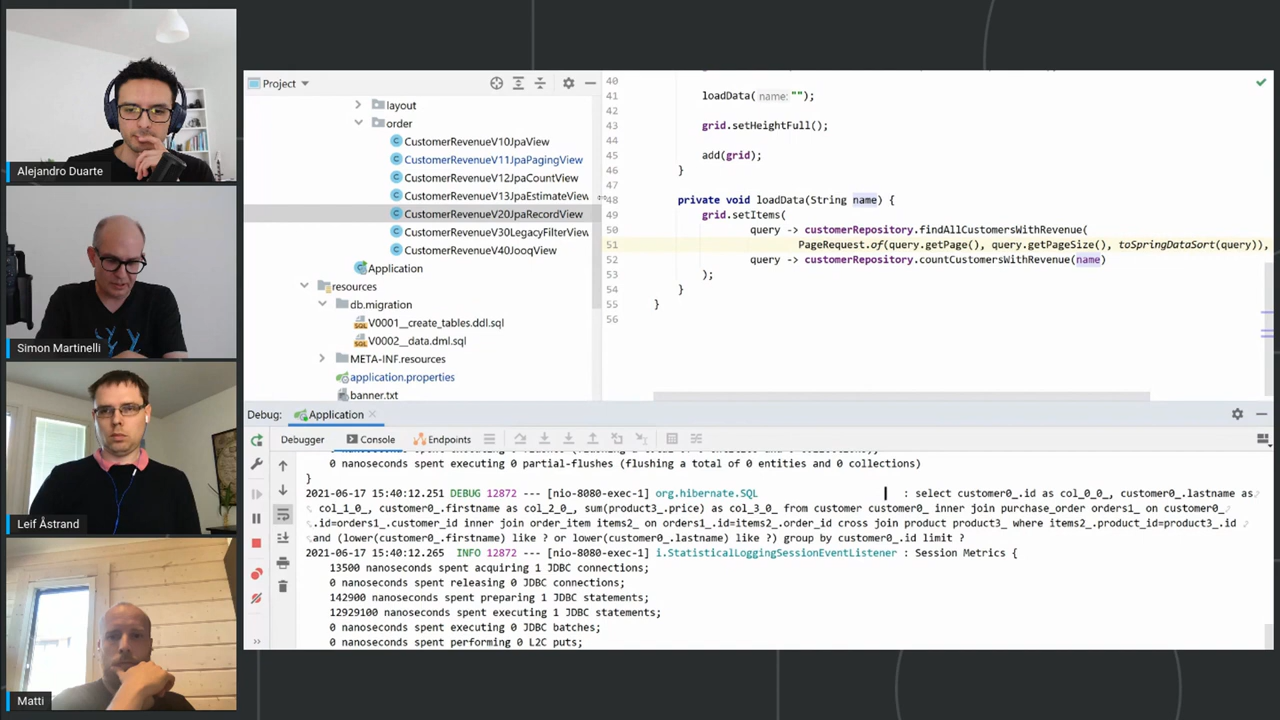 Alejandro Duarte
Simon Martinelli
Leif Åstrand
Matti
Project
layout
order
CustomerRevenueV10JpaView
CustomerRevenueV11JpaPagingView
CustomerRevenueV12JpaCountView
CustomerRevenueV13JpaEstimateView
CustomerRevenueV20JpaRecordView
CustomerRevenueV30LegacyFilterView
CustomerRevenueV40JooqView
Application
resources
db.migration
V0001__create_tables.ddl.sql
V0002__data.dml.sql
META-INF.resources
application.properties
banner.txt
40
41 loadData( name: "");
42
43 grid.setHeightFull();
44
45 add(grid);
46 }
47
48 private void loadData(String name) {
49 grid.setItems(
50 query -> customerRepository.findAllCustomersWithRevenue(
51 PageRequest.of(query.getPage(), query.getPageSize(), toSpringDataSort(query)),
52 query -> customerRepository.countCustomersWithRevenue(name)
53 );
54 }
55 }
56
Debug: Application
Debugger Console Endpoints
0 nanoseconds spent executing 0 partial-flushes (flushing a total of 0 entities and 0 collections)
}
2021-06-17 15:40:12.251 DEBUG 12872 --- [nio-8080-exec-1] org.hibernate.SQL : select customer0_.id as col_0_0_, customer0_.lastname as
col_1_0_, customer0_.firstname as col_2_0_, sum(product3_.price) as col_3_0_ from customer customer0_ inner join purchase_order orders1_ on customer0_
.id=orders1_.customer_id inner join order_item items2_ on orders1_.id=items2_.order_id cross join product product3_ where items2_.product_id=product3_.id
and (lower(customer0_.firstname) like ? or lower(customer0_.lastname) like ?) group by customer0_.id limit ?
2021-06-17 15:40:12.265 INFO 12872 --- [nio-8080-exec-1] i.StatisticalLoggingSessionEventListener : Session Metrics {
13500 nanoseconds spent acquiring 1 JDBC connections;
0 nanoseconds spent releasing 0 JDBC connections;
142900 nanoseconds spent preparing 1 JDBC statements;
12929100 nanoseconds spent executing 1 JDBC statements;
0 nanoseconds spent executing 0 JDBC batches;
0 nanoseconds spent performing 0 L2C puts;